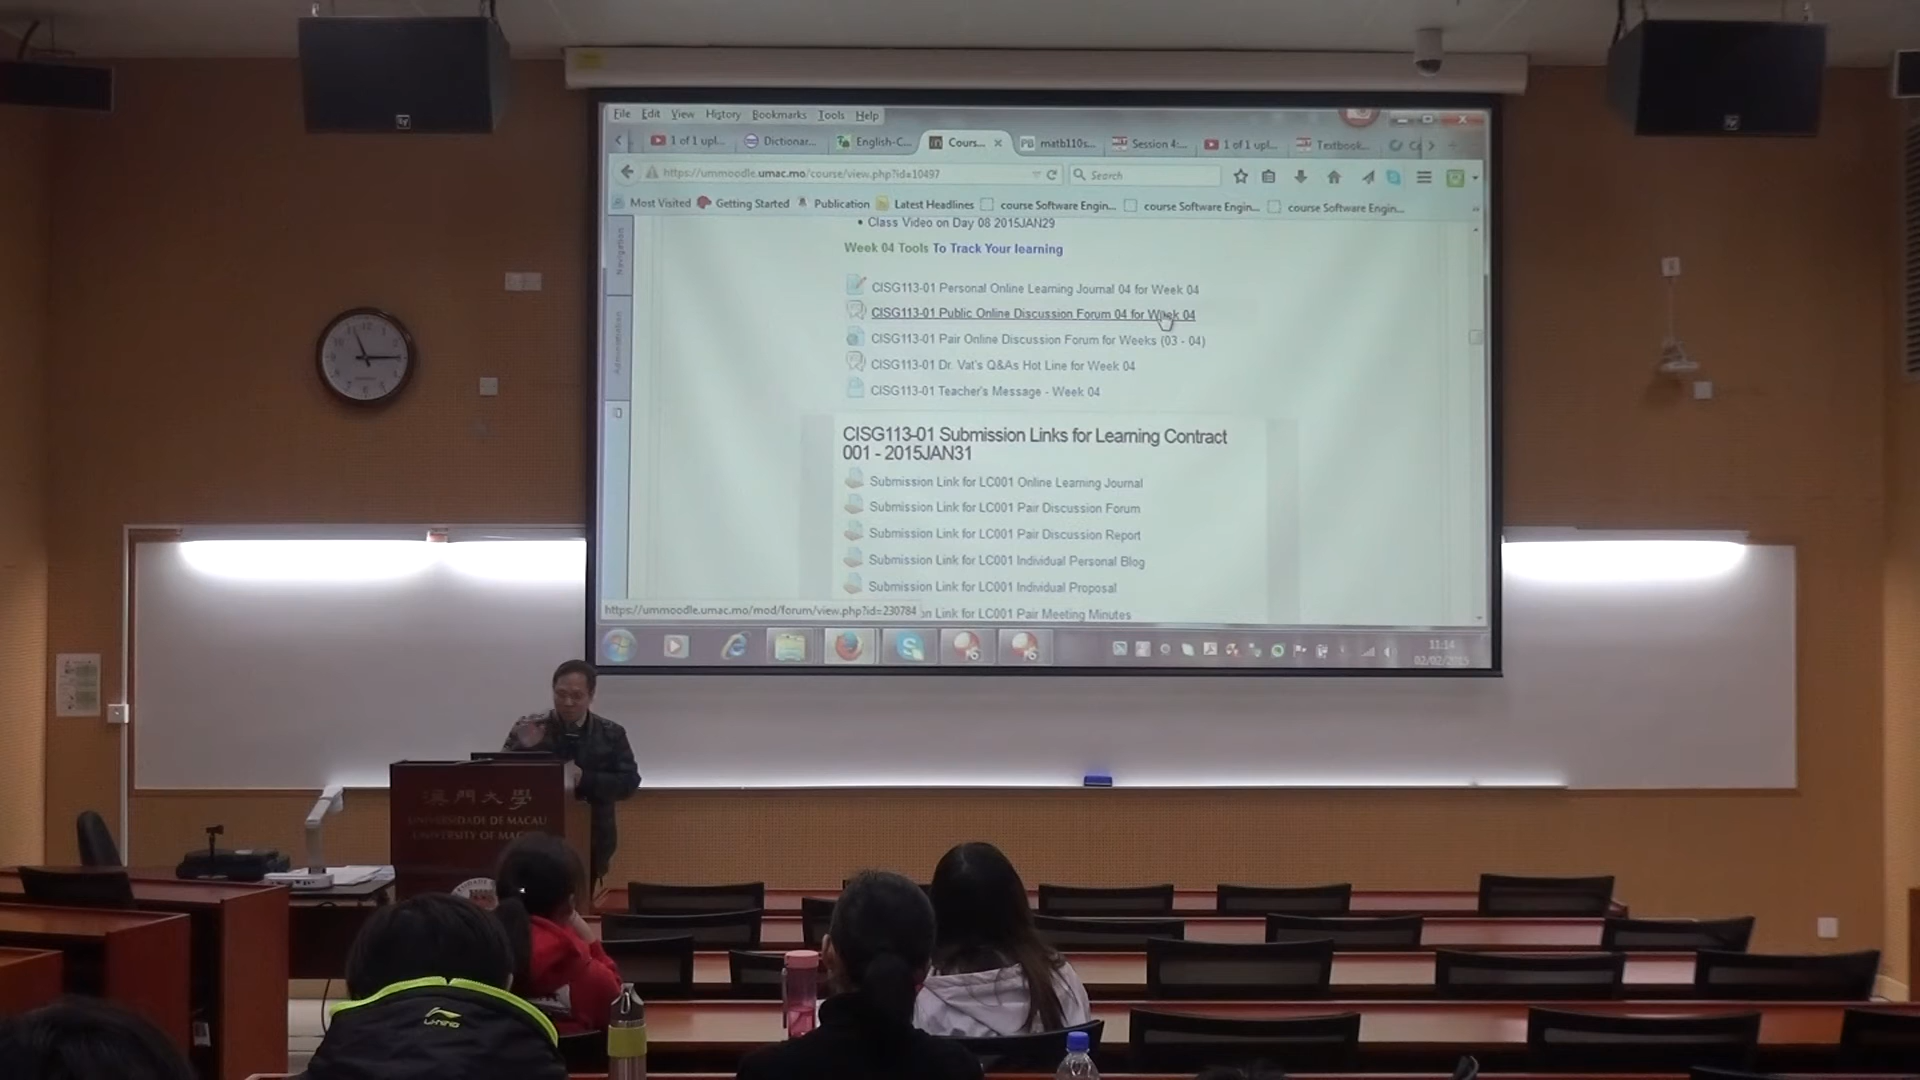 File Edit View History Bookmarks Tools Help
1 of 1 upl... Dictionar... English-C... Cours... matb110s... Session 4:... 1 of 1 upl... Textbook...
https://ummoodle.umac.mo/course/view.php?id=10497 Search
Most Visited Getting Started Publication Latest Headlines course Software Engin... course Software Engin... course Software Engin...
Navigation
Administration
• Class Video on Day 08 2015JAN29
Week 04 Tools To Track Your learning
CISG113-01 Personal Online Learning Journal 04 for Week 04
CISG113-01 Public Online Discussion Forum 04 for Week 04
CISG113-01 Pair Online Discussion Forum for Weeks (03 - 04)
CISG113-01 Dr. Vat's Q&As Hot Line for Week 04
CISG113-01 Teacher's Message - Week 04
CISG113-01 Submission Links for Learning Contract
001 - 2015JAN31
Submission Link for LC001 Online Learning Journal
Submission Link for LC001 Pair Discussion Forum
Submission Link for LC001 Pair Discussion Report
Submission Link for LC001 Individual Personal Blog
Submission Link for LC001 Individual Proposal
https://ummoodle.umac.mo/mod/forum/view.php?id=230784 n Link for LC001 Pair Meeting Minutes
11:14
02/02/2015
澳門大學
UNIVERSIDADE DE MACAU
UNIVERSITY OF MAC
LI-NING